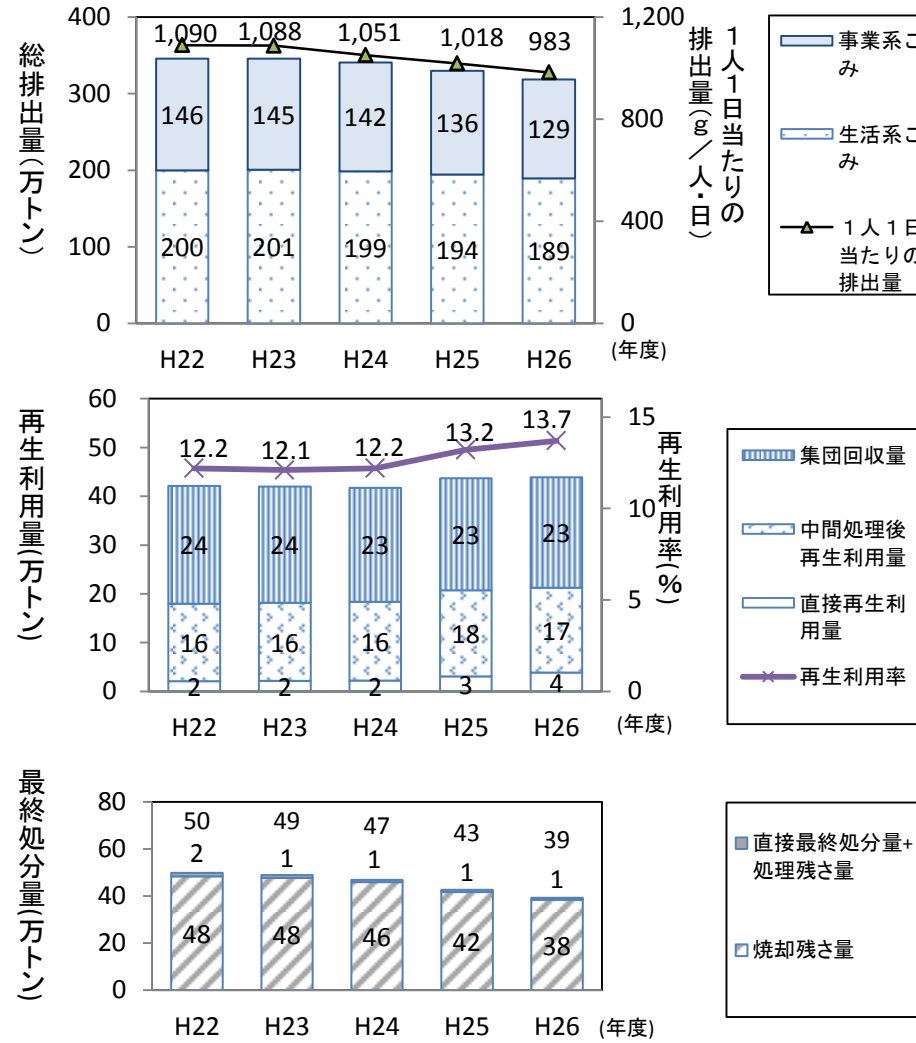 総排出量(万トン)
400
300
200
100
0
1,090
1,088
1,051
1,018
983
146
145
142
136
129
200
201
199
194
189
H22
H23
H24
H25
H26
(年度)
1,200
800
400
0
1人1日当たりの
排出量(g/人・日)
事業系ご
み
生活系ご
み
1人1日
当たりの
排出量
再生利用量(万トン)
60
50
40
30
20
10
0
12.2
12.1
12.2
13.2
13.7
24
24
23
23
23
16
16
16
18
17
2
2
2
3
4
H22
H23
H24
H25
H26
(年度)
15
10
5
0
再生利用率(%)
集団回収量
中間処理後
再生利用量
直接再生利
用量
再生利用率
最終処分量(万トン)
80
60
40
20
0
50
49
47
43
39
2
1
1
1
1
48
48
46
42
38
H22
H23
H24
H25
H26
(年度)
直接最終処分量+
処理残さ量
焼却残さ量